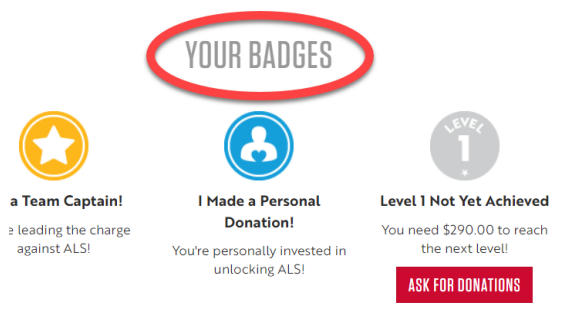 YOUR BADGES
a Team Captain!
leading the charge
against ALS!
I Made a Personal
Donation!
You're personally invested in
unlocking ALS!
LEVEL
1
Level 1 Not Yet Achieved
You need $290.00 to reach
the next level!
ASK FOR DONATIONS